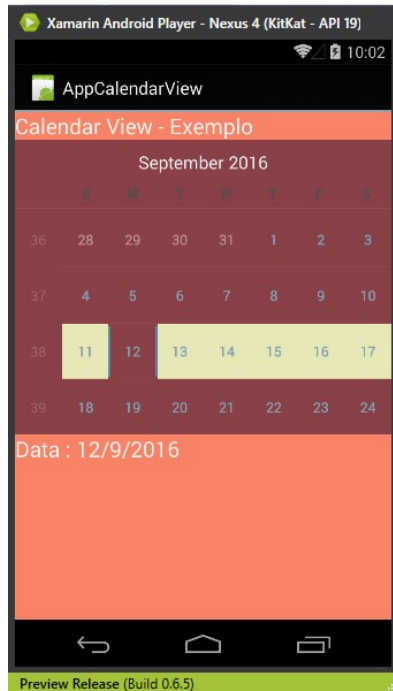 Xamarin Android Player - Nexus 4 (KitKat - API 19)
10:02
AppCalendarView
Calendar View - Exemplo
September 2016
S M T W T F S
36 28 29 30 31 1 2 3
37 4 5 6 7 8 9 10
38 11 12 13 14 15 16 17
39 18 19 20 21 22 23 24
Data : 12/9/2016
Preview Release (Build 0.6.5)